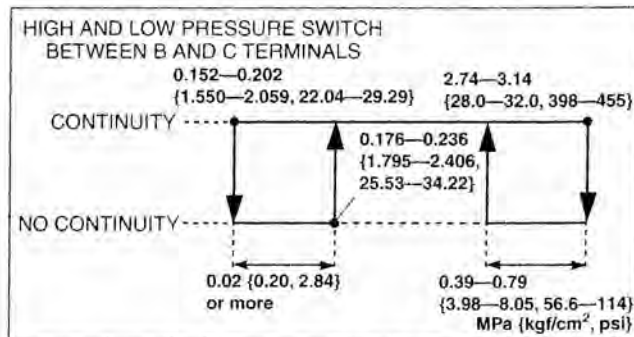 HIGH AND LOW PRESSURE SWITCH
BETWEEN B AND C TERMINALS
0.152—0.202
{1.550—2.059, 22.04—29.29}
2.74—3.14
{28.0—32.0, 398—455}
CONTINUITY
0.176—0.236
{1.795—2.406,
25.53—34.22}
NO CONTINUITY
0.02 {0.20, 2.84}
or more
0.39—0.79
{3.98—8.05, 56.6—114}
MPa {kgf/cm², psi}